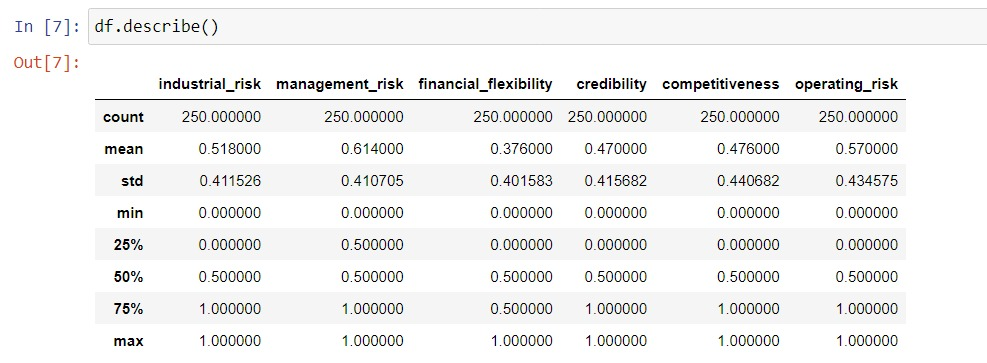 In [7]: df.describe()
Out[7]:
industrial_risk management_risk financial_flexibility credibility competitiveness operating_risk
count 250.000000 250.000000 250.000000 250.000000 250.000000 250.000000
mean 0.518000 0.614000 0.376000 0.470000 0.476000 0.570000
std 0.411526 0.410705 0.401583 0.415682 0.440682 0.434575
min 0.000000 0.000000 0.000000 0.000000 0.000000 0.000000
25% 0.000000 0.500000 0.000000 0.000000 0.000000 0.000000
50% 0.500000 0.500000 0.500000 0.500000 0.500000 0.500000
75% 1.000000 1.000000 0.500000 1.000000 1.000000 1.000000
max 1.000000 1.000000 1.000000 1.000000 1.000000 1.000000